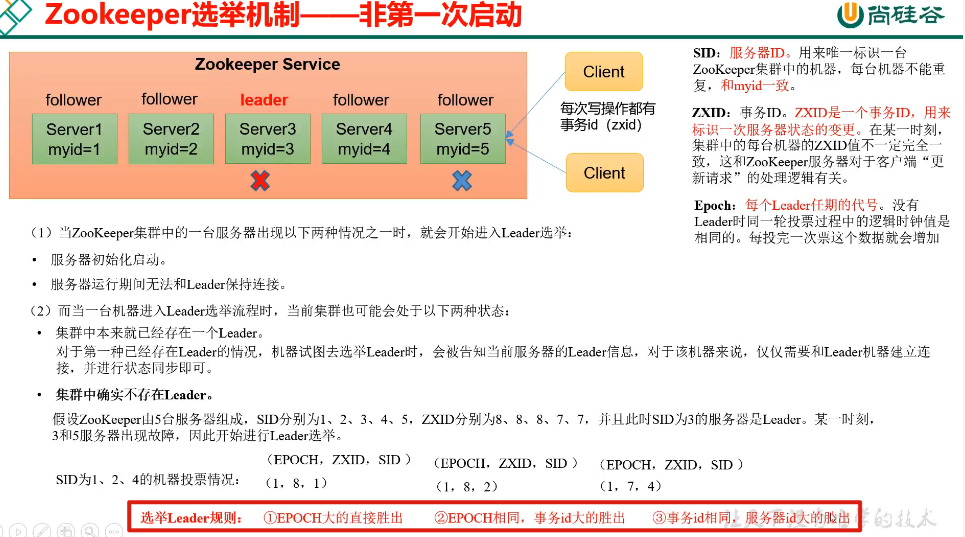 Zookeeper选举机制——非第一次启动
尚硅谷
Zookeeper Service
follower
follower
leader
follower
follower
Server1
myid=1
Server2
myid=2
Server3
myid=3
Server4
myid=4
Server5
myid=5
Client
每次写操作都有
事务id（zxid）
Client
SID：服务器ID。用来唯一标识一台
ZooKeeper集群中的机器，每台机器不能重
复，和myid一致。
ZXID：事务ID。ZXID是一个事务ID，用来
标识一次服务器状态的变更。在某一时刻，
集群中的每台机器的ZXID值不一定完全一
致，这和ZooKeeper服务器对于客户端“更
新请求”的处理逻辑有关。
Epoch：每个Leader任期的代号。没有
Leader时同一轮投票过程中的逻辑时钟值是
相同的。每投完一次票这个数据就会增加
（1）当ZooKeeper集群中的一台服务器出现以下两种情况之一时，就会开始进入Leader选举：
• 服务器初始化启动。
• 服务器运行期间无法和Leader保持连接。
（2）而当一台机器进入Leader选举流程时，当前集群也可能会处于以下两种状态：
• 集群中本来就已经存在一个Leader。
对于第一种已经存在Leader的情况，机器试图去选举Leader时，会被告知当前服务器的Leader信息，对于该机器来说，仅仅需要和Leader机器建立连
接，并进行状态同步即可。
• 集群中确实不存在Leader。
假设ZooKeeper由5台服务器组成，SID分别为1、2、3、4、5，ZXID分别为8、8、8、7、7，并且此时SID为3的服务器是Leader。某一时刻，
3和5服务器出现故障，因此开始进行Leader选举。
（EPOCH，ZXID，SID ） （EPOCH，ZXID，SID ） （EPOCH，ZXID，SID ）
SID为1、2、4的机器投票情况： （1，8，1） （1，8，2） （1，7，4）
选举Leader规则： ①EPOCH大的直接胜出 ②EPOCH相同，事务id大的胜出 ③事务id相同，服务器id大的胜出
的技术